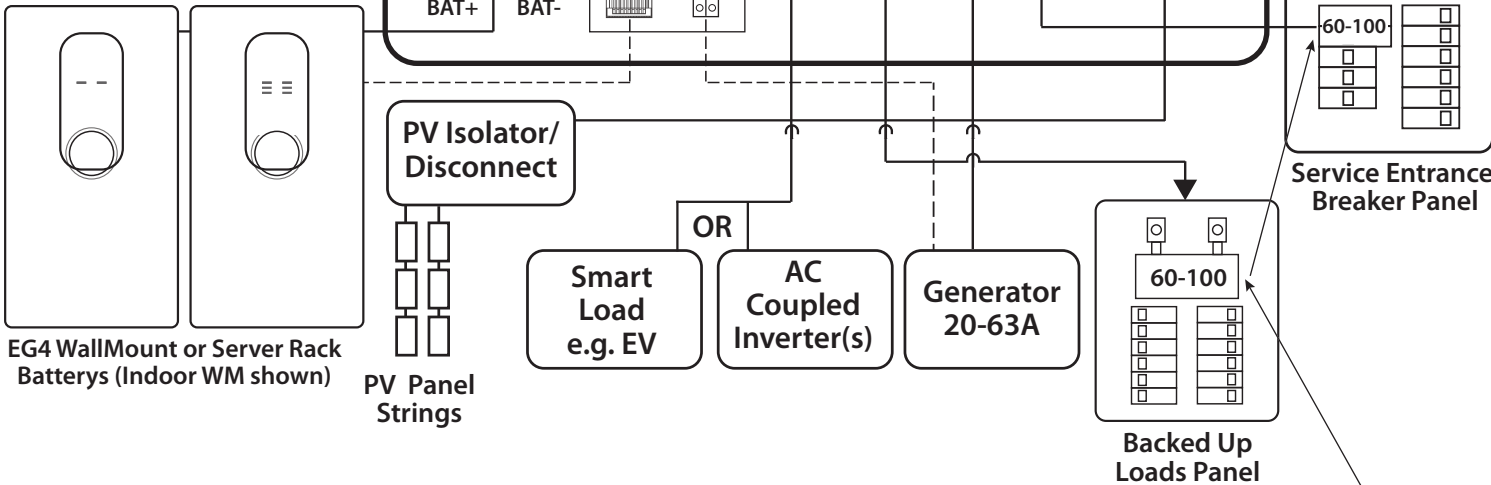 BAT+ BAT-
60-100
PV Isolator/
Disconnect
Service Entrance
Breaker Panel
OR
Smart
Load
e.g. EV
AC
Coupled
Inverter(s)
Generator
20-63A
60-100
EG4 WallMount or Server Rack
Batterys (Indoor WM shown)
PV Panel
Strings
Backed Up
Loads Panel